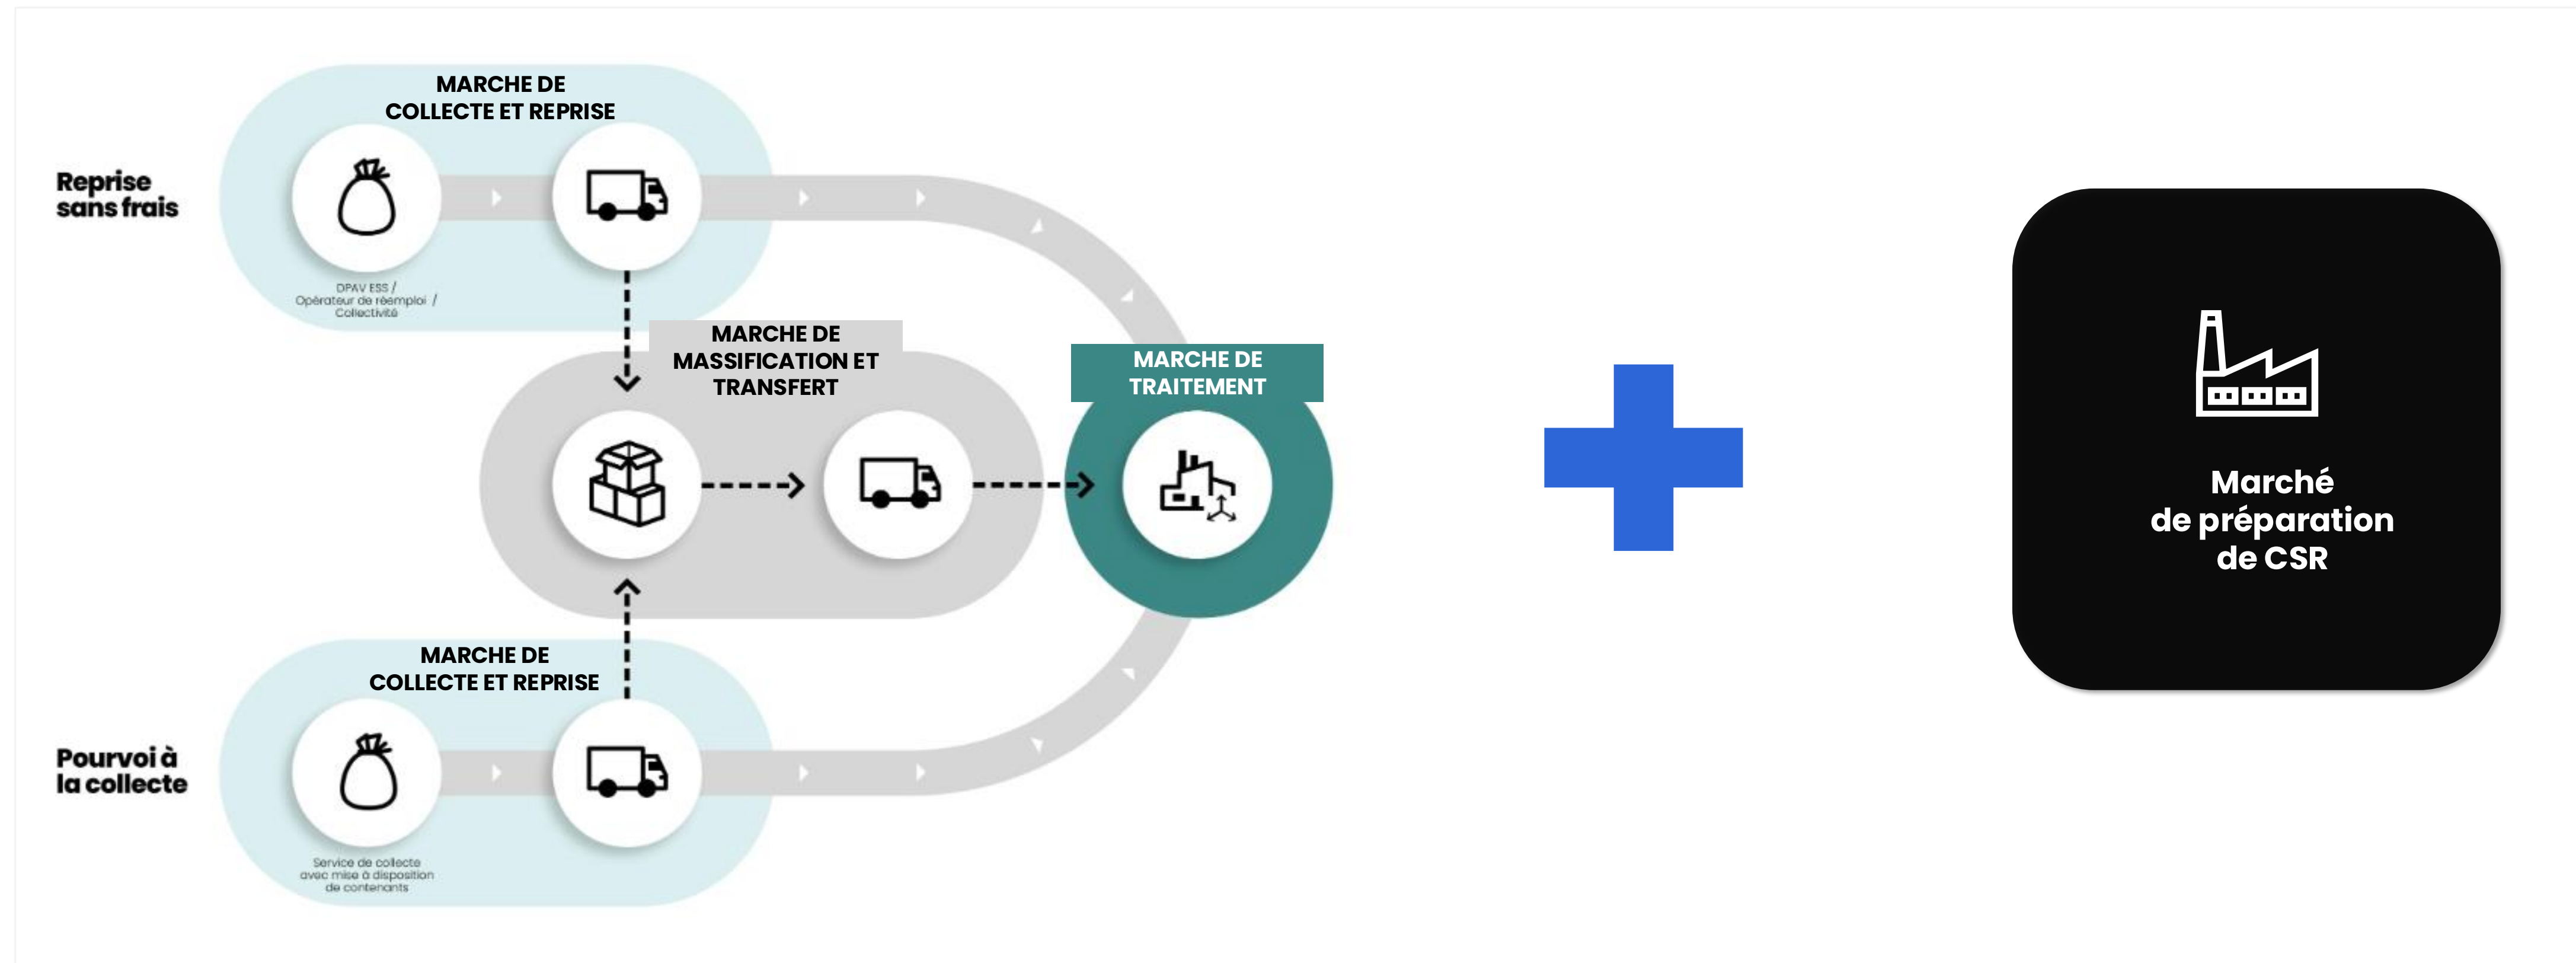 MARCHE DE
COLLECTE ET REPRISE
Reprise
sans frais
DPAV ESS /
Opérateur de réemploi /
Collectivité
MARCHE DE
MASSIFICATION ET
TRANSFERT
MARCHE DE
TRAITEMENT
MARCHE DE
COLLECTE ET REPRISE
Pourvoi à
la collecte
Service de collecte
avec mise à disposition
de contenants
Marché
de préparation
de CSR